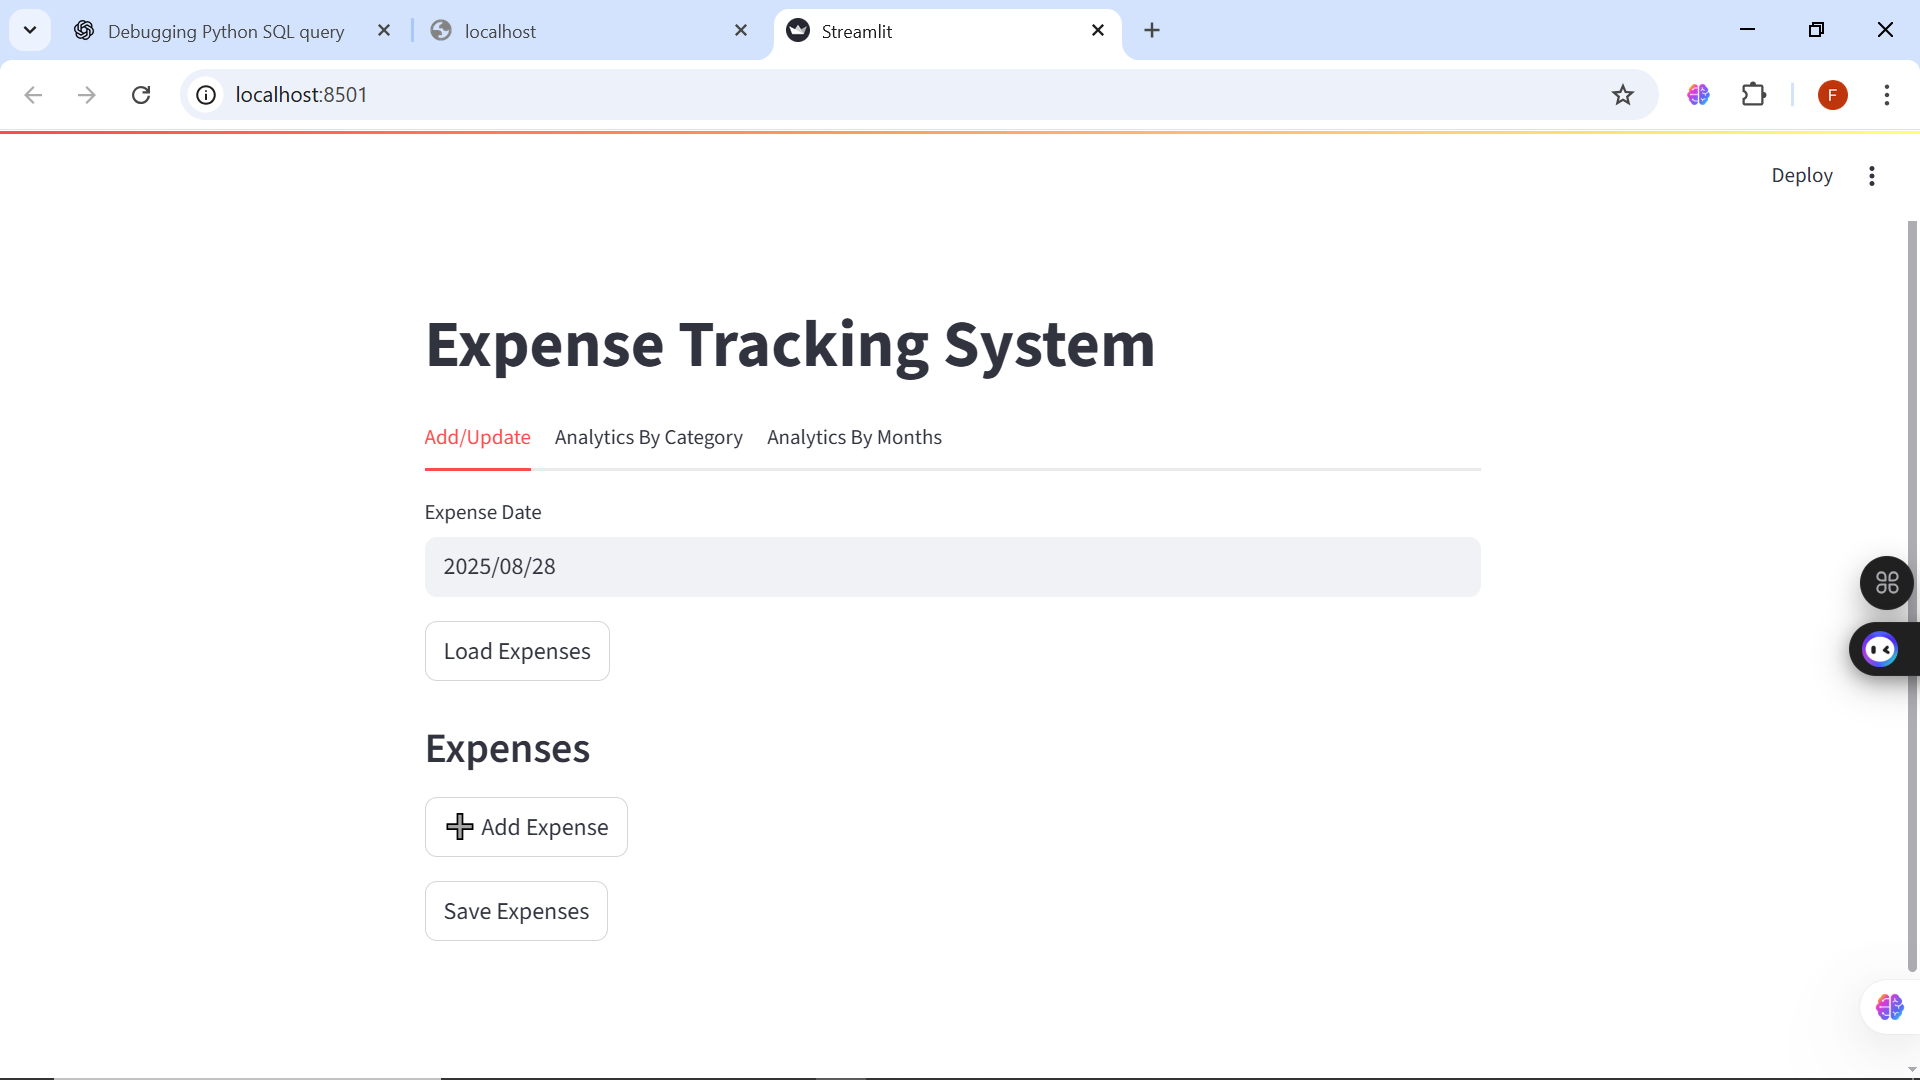 Debugging Python SQL query
localhost
Streamlit
localhost:8501
F
Deploy
Expense Tracking System
Add/Update
Analytics By Category
Analytics By Months
Expense Date
2025/08/28
Load Expenses
Expenses
Add Expense
Save Expenses